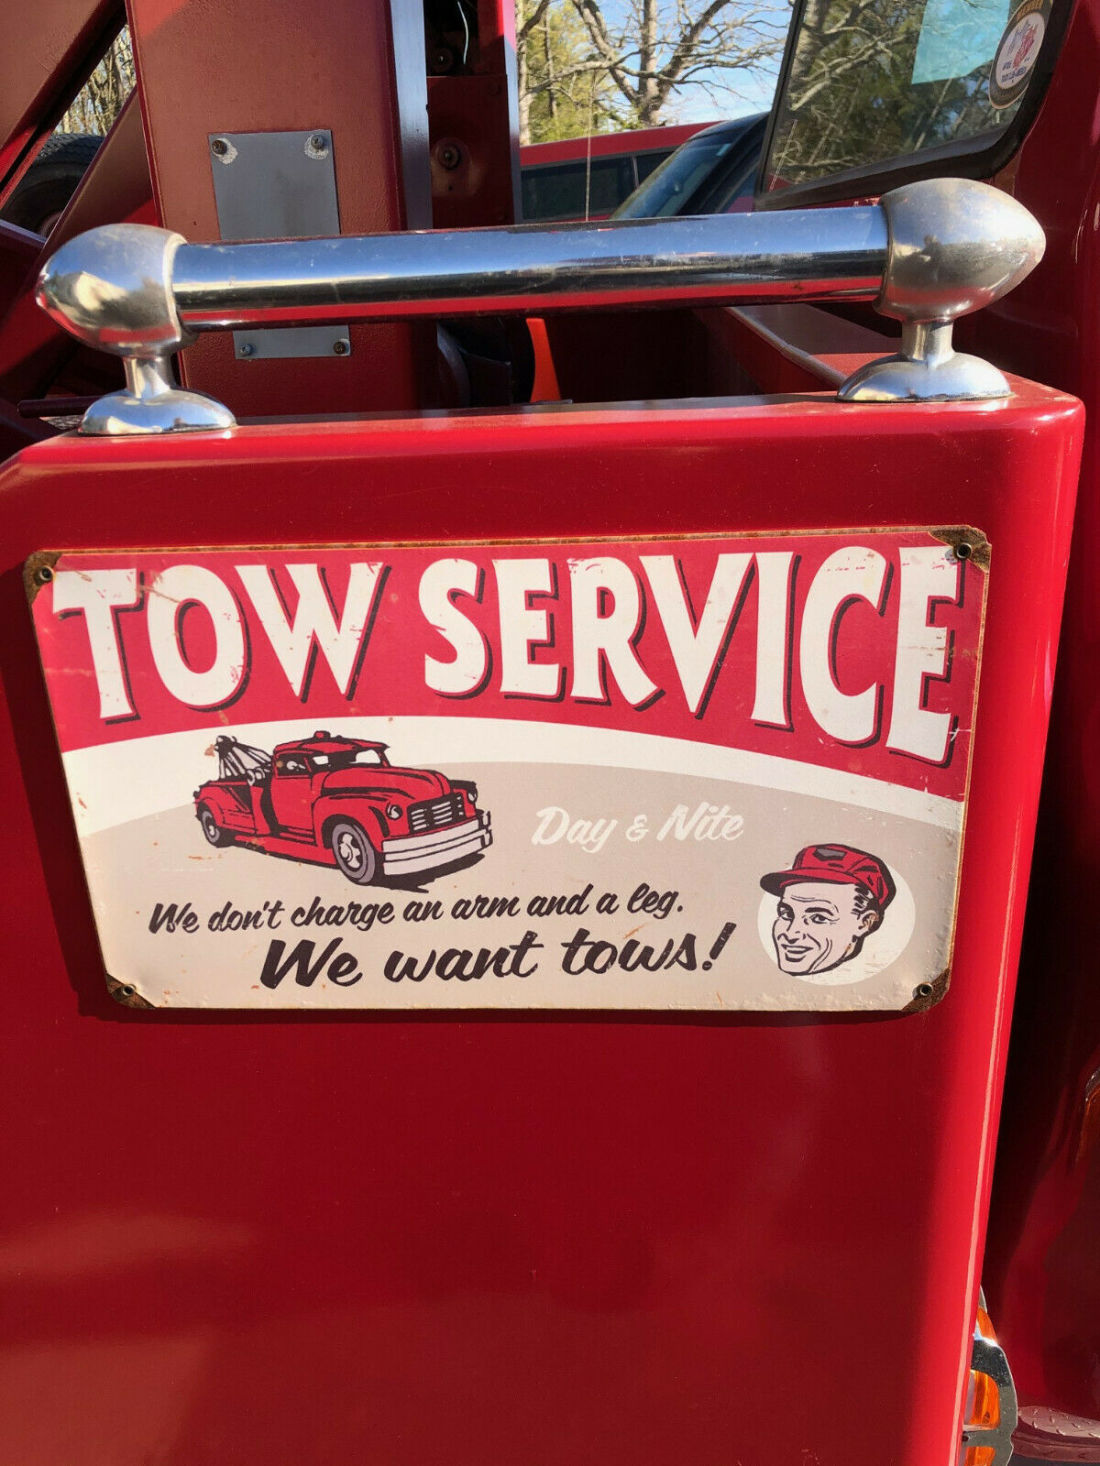 TOW SERVICE
Day & Nite
We don't charge an arm and a leg.
We want tows!